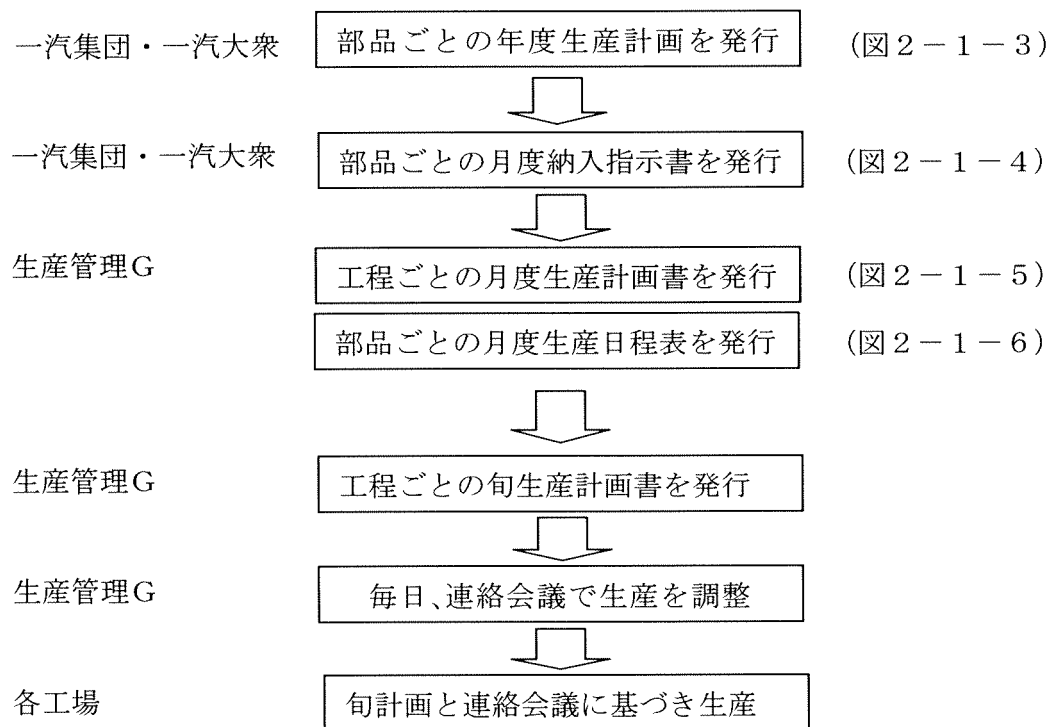 一汽集団・一汽大衆 部品ごとの年度生産計画を発行 (図2-1-3)
一汽集団・一汽大衆 部品ごとの月度納入指示書を発行 (図2-1-4)
生産管理G 工程ごとの月度生産計画書を発行 (図2-1-5)
部品ごとの月度生産日程表を発行 (図2-1-6)
生産管理G 工程ごとの旬生産計画書を発行
生産管理G 毎日、連絡会議で生産を調整
各工場 旬計画と連絡会議に基づき生産